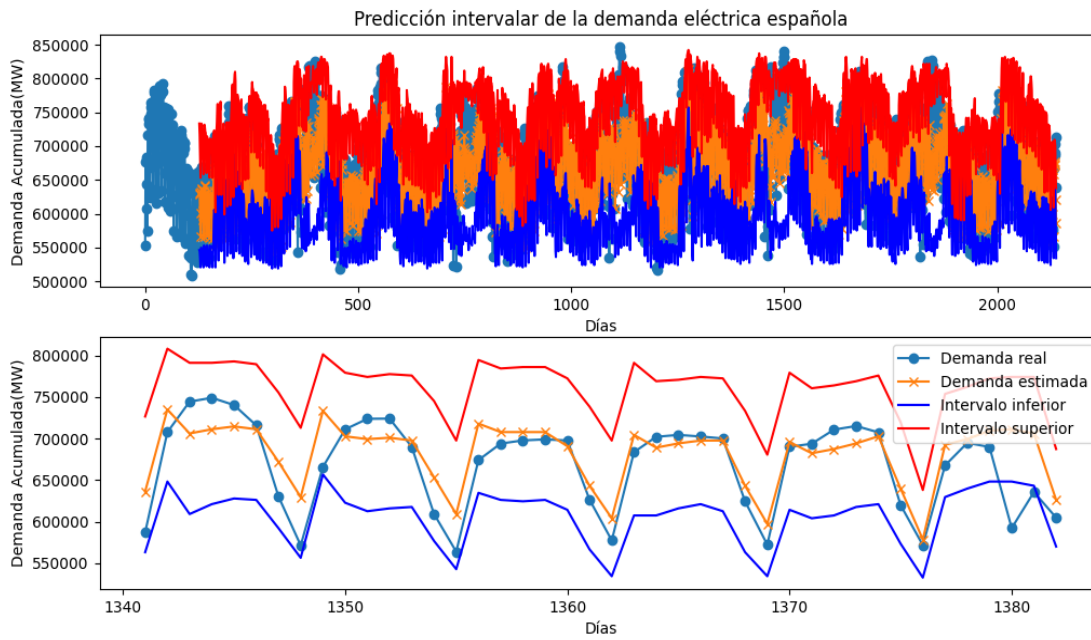 Predicción intervalar de la demanda eléctrica española
Demanda Acumulada(MW)
850000
800000
750000
700000
650000
600000
550000
500000
0
500
1000
1500
2000
Días
Demanda Acumulada(MW)
800000
750000
700000
650000
600000
550000
Demanda real
Demanda estimada
Intervalo inferior
Intervalo superior
1340
1350
1360
1370
1380
Días